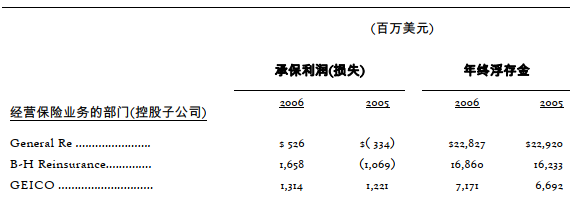 (百万美元)
承保利润(损失) 年终浮存金
2006 2005 2006 2005
经营保险业务的部门(控股子公司)
General Re ....................... $ 526 $( 334) $22,827 $22,920
B-H Reinsurance.............. 1,658 (1,069) 16,860 16,233
GEICO ............................. 1,314 1,221 7,171 6,692